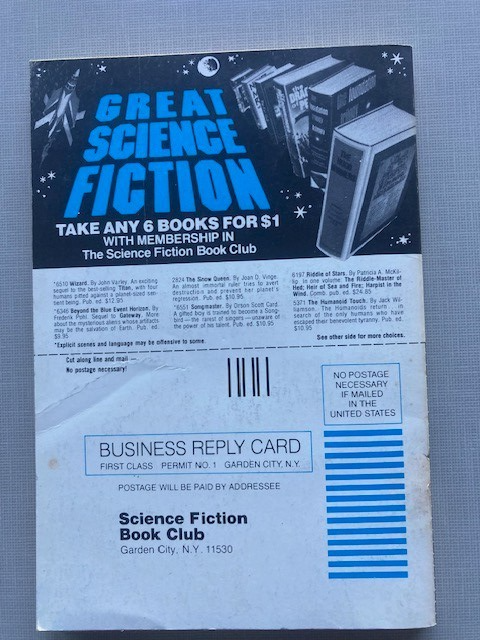 GREAT
SCIENCE
FICTION
TAKE ANY 6 BOOKS FOR $1
WITH MEMBERSHIP IN
The Science Fiction Book Club
*6510 Wizard. By John Varley. An exciting
sequel to the best-selling Titan, with four
humans pitted against a planet-sized sen-
tient being. Pub. ed. $12.95
*6346 Beyond the Blue Event Horizon. By
Frederik Pohl. Sequel to Gateway. More
about the mysterious aliens whose artifacts
may be the salvation of Earth. Pub. ed.
$9.95
2824 The Snow Queen. By Joan D. Vinge.
An almost immortal ruler tries to avert
destruction and prevent her planet's
regression. Pub. ed. $10.95.
*6551 Songmaster. By Orson Scott Card.
A gifted boy is trained to become a Song-
bird—the rarest of singers—unaware of
the power of his talent. Pub. ed. $10.95
6197 Riddle of Stars. By Patricia A. McKil-
lip. In one volume: The Riddle-Master of
Hed; Heir of Sea and Fire; Harpist in the
Wind. Comb. pub. ed. $24.85
5371 The Humanoid Touch. By Jack Wil-
liamson. The Humanoids return...in
search of the only humans who have
escaped their benevolent tyranny. Pub. ed.
$10.95
*Explicit scenes and language may be offensive to some.
See other side for more choices.
Cut along line and mail—
No postage necessary!
NO POSTAGE
NECESSARY
IF MAILED
IN THE
UNITED STATES
BUSINESS REPLY CARD
FIRST CLASS PERMIT NO. 1 GARDEN CITY, N.Y.
POSTAGE WILL BE PAID BY ADDRESSEE
Science Fiction
Book Club
Garden City, N.Y. 11530